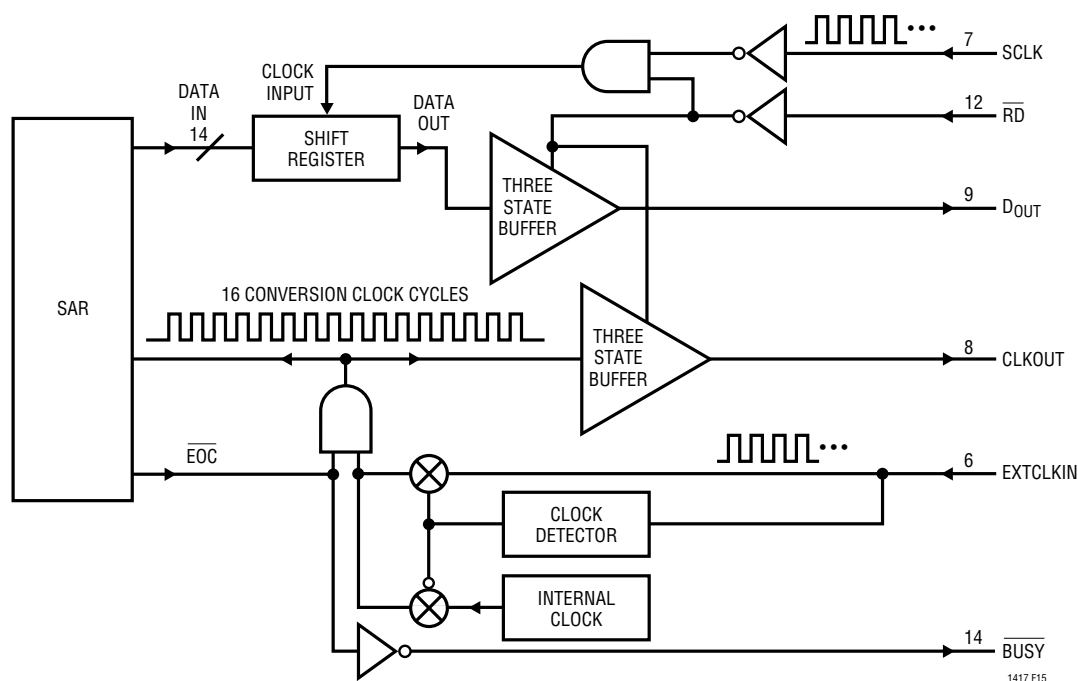 7
SCLK
CLOCK
INPUT
DATA
IN
14
DATA
OUT
12
RD
SHIFT
REGISTER
THREE
STATE
BUFFER
9
DOUT
16 CONVERSION CLOCK CYCLES
SAR
THREE
STATE
BUFFER
8
CLKOUT
EOC
6
EXTCLKIN
CLOCK
DETECTOR
INTERNAL
CLOCK
14
BUSY
1417 F15